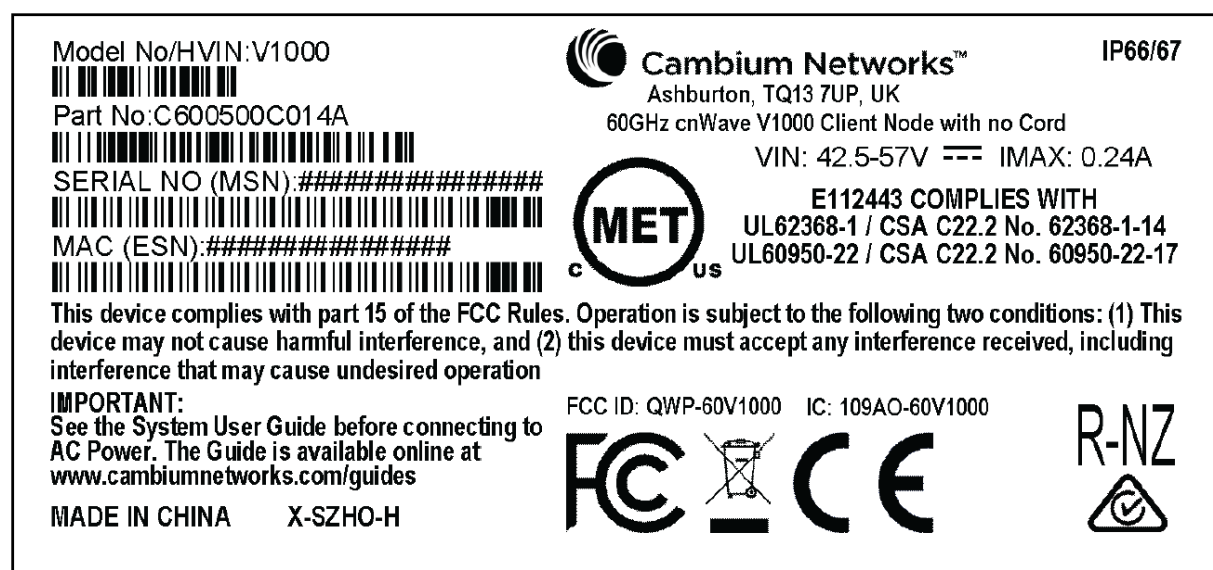 Model No/HVIN:V1000
Part No:C600500C014A
SERIAL NO (MSN):################
MAC (ESN):################
Cambium Networks™
IP66/67
Ashburton, TQ13 7UP, UK
60GHz cnWave V1000 Client Node with no Cord
VIN: 42.5-57V IMAX: 0.24A
MET
C US
E112443 COMPLIES WITH
UL62368-1 / CSA C22.2 No. 62368-1-14
UL60950-22 / CSA C22.2 No. 60950-22-17
This device complies with part 15 of the FCC Rules. Operation is subject to the following two conditions: (1) This
device may not cause harmful interference, and (2) this device must accept any interference received, including
interference that may cause undesired operation
IMPORTANT:
See the System User Guide before connecting to
AC Power. The Guide is available online at
www.cambiumnetworks.com/guides
MADE IN CHINA X-SZHO-H
FCC ID: QWP-60V1000 IC: 109AO-60V1000
FC CE
R-NZ